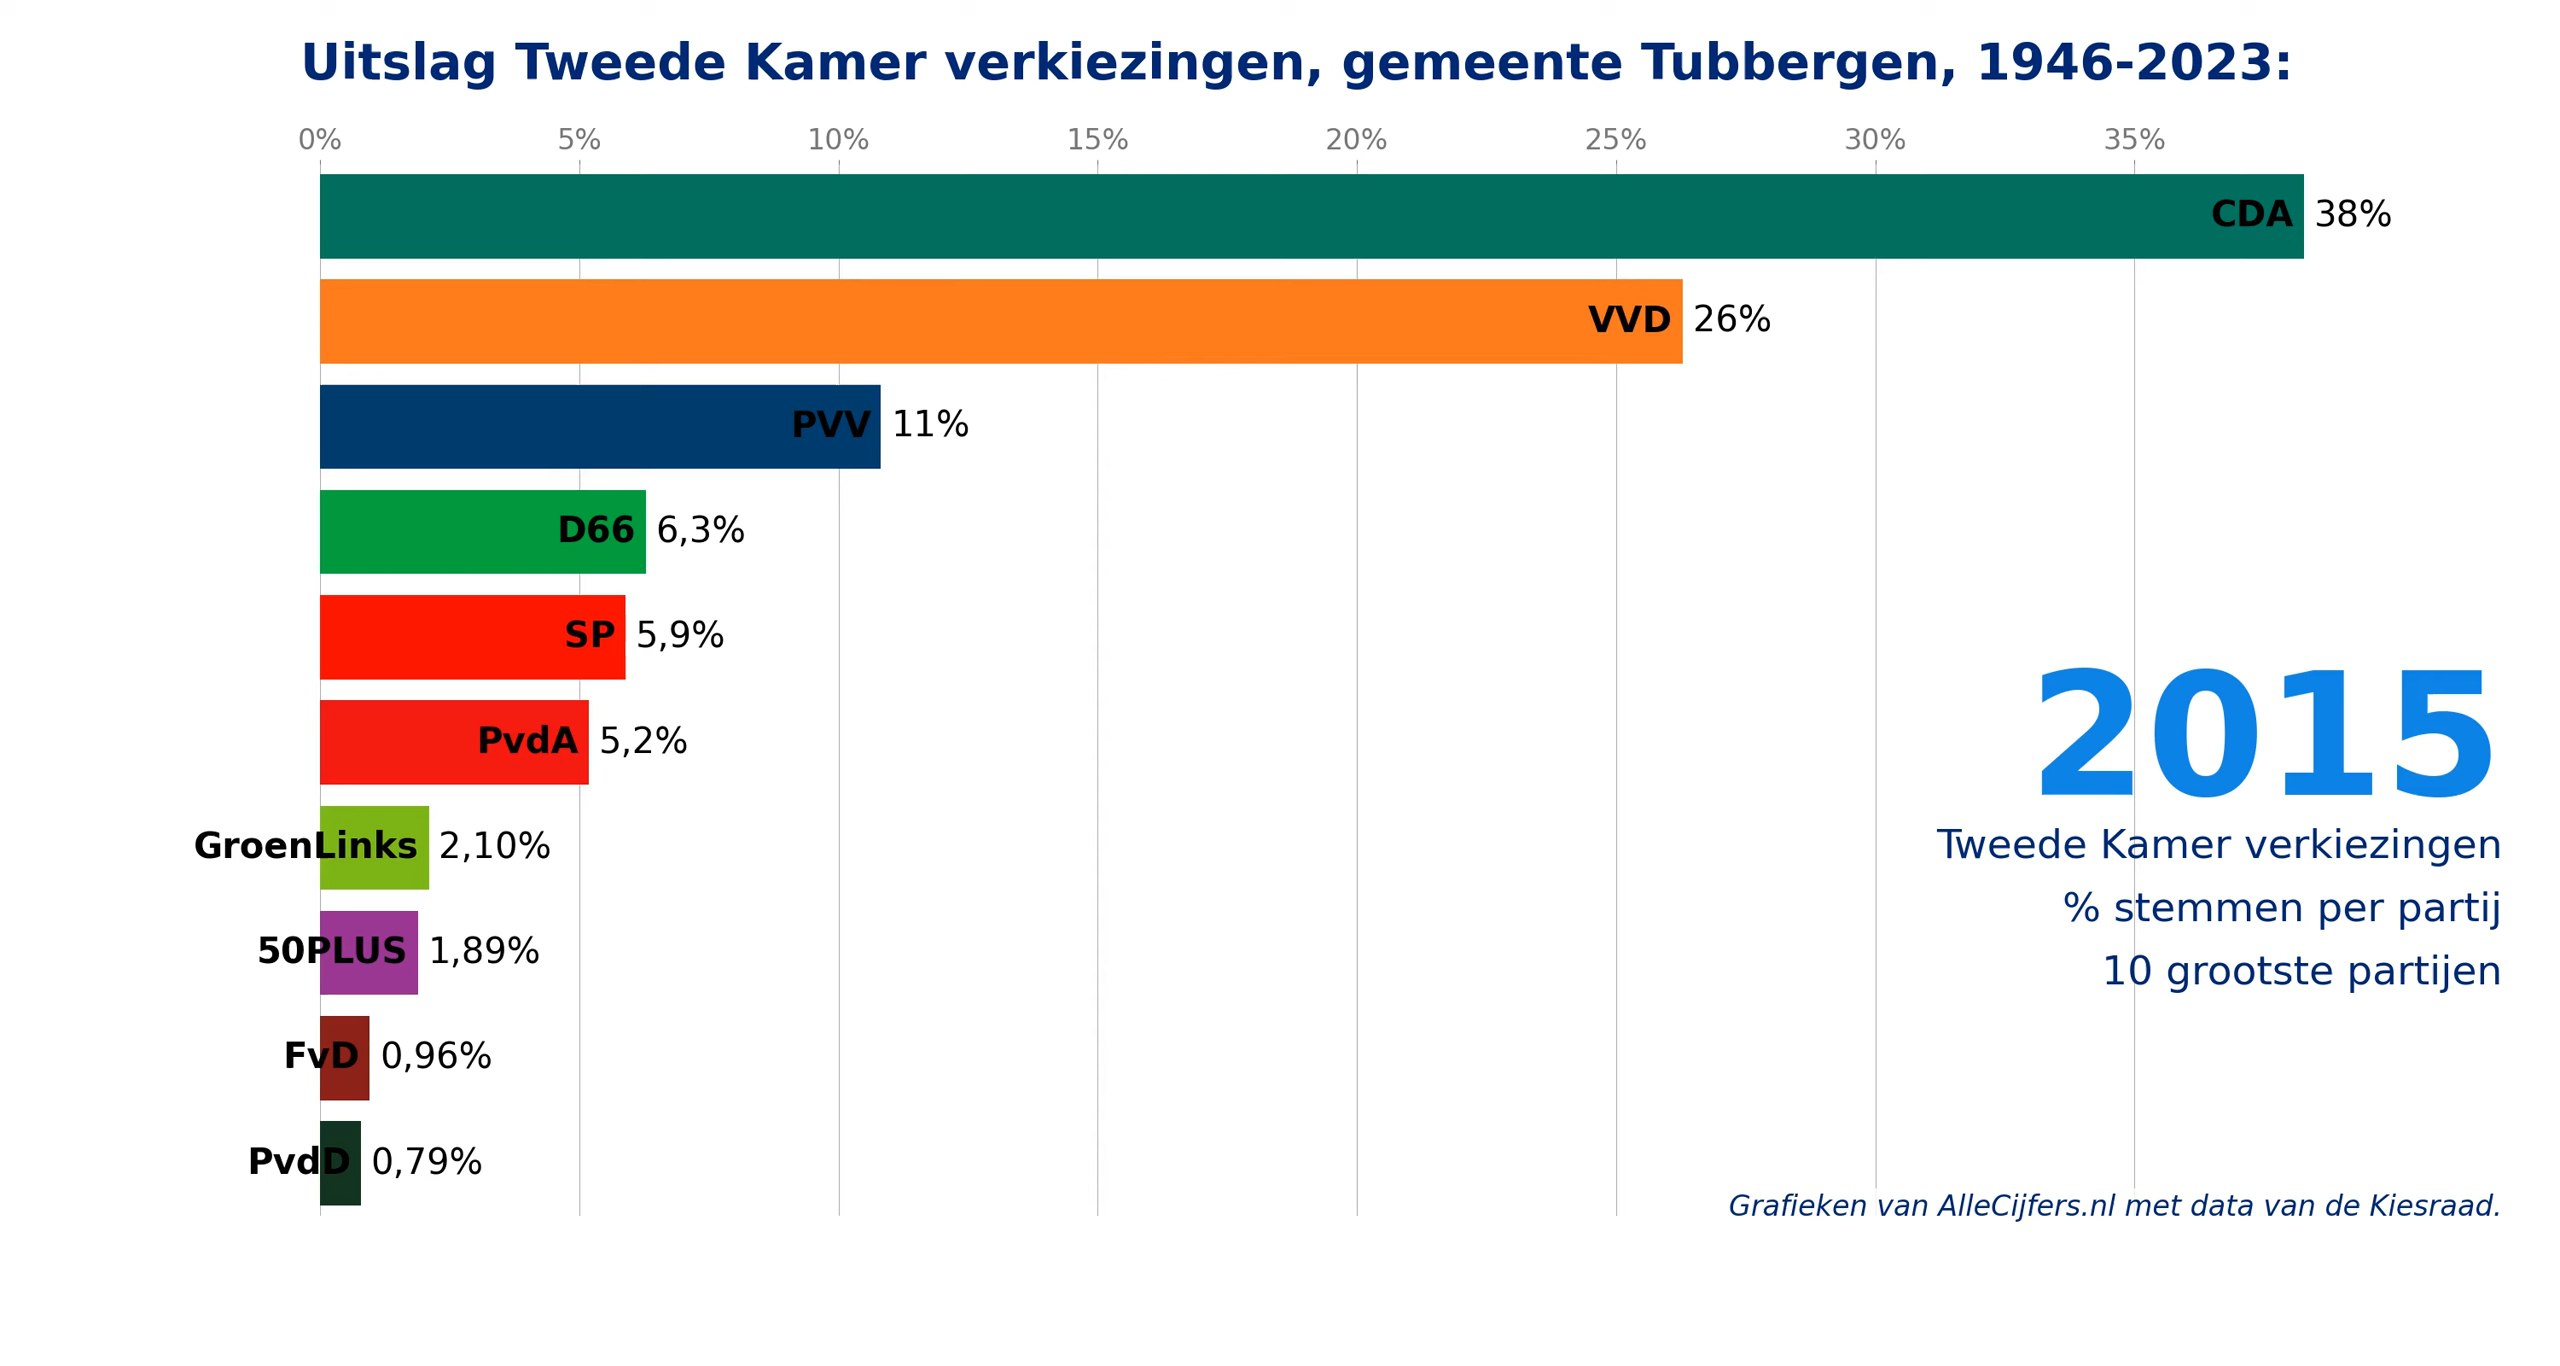 Uitslag Tweede Kamer verkiezingen, gemeente Tubbergen, 1946-2023:
0% 5% 10% 15% 20% 25% 30% 35%
CDA 38%
VVD 26%
PVV 11%
D66 6,3%
SP 5,9%
PvdA 5,2%
GroenLinks 2,10%
50PLUS 1,89%
FvD 0,96%
PvdD 0,79%
2015
Tweede Kamer verkiezingen
% stemmen per partij
10 grootste partijen
Grafieken van AlleCijfers.nl met data van de Kiesraad.